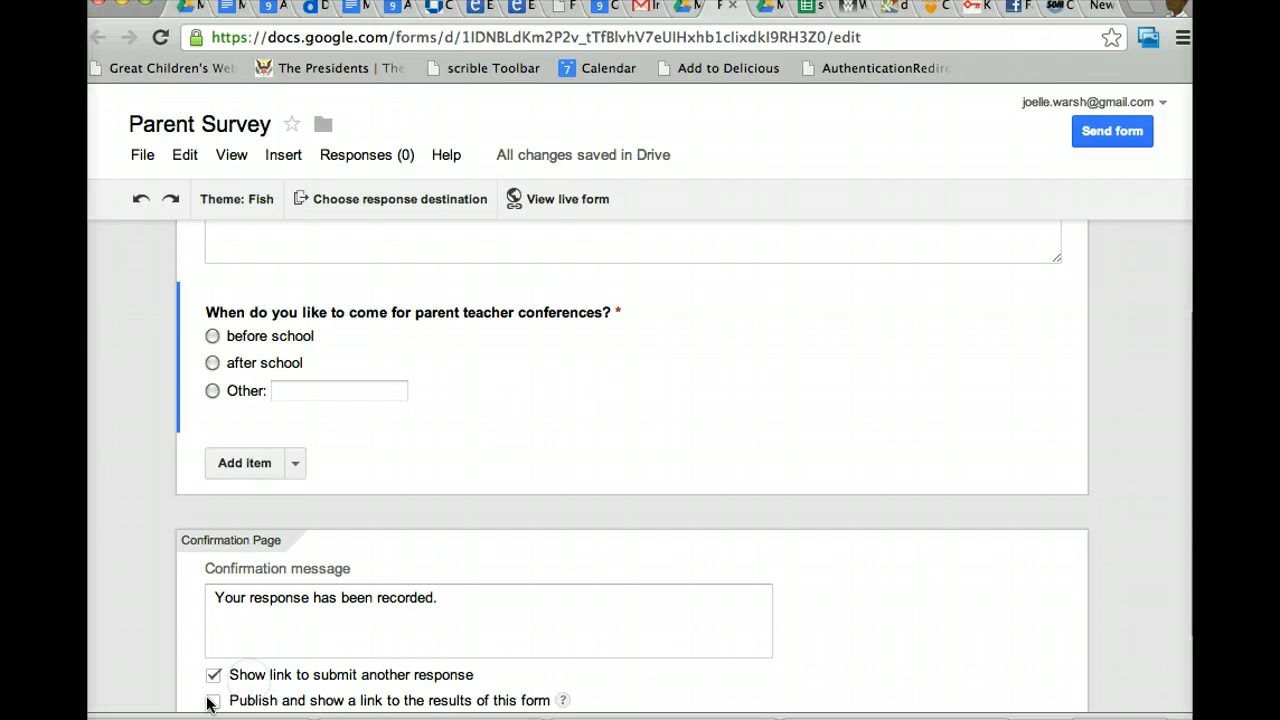 https://docs.google.com/forms/d/1IDNBLdKm2P2v_tTfBlvhV7eUlHxhb1clixdkI9RH3Z0/edit
Great Children's Web The Presidents | The scrible Toolbar 7 Calendar Add to Delicious AuthenticationRedire
joelle.warsh@gmail.com
Parent Survey
Send form
File Edit View Insert Responses (0) Help All changes saved in Drive
Theme: Fish Choose response destination View live form
When do you like to come for parent teacher conferences? *
before school
after school
Other:
Add item
Confirmation Page
Confirmation message
Your response has been recorded.
Show link to submit another response
Publish and show a link to the results of this form ?